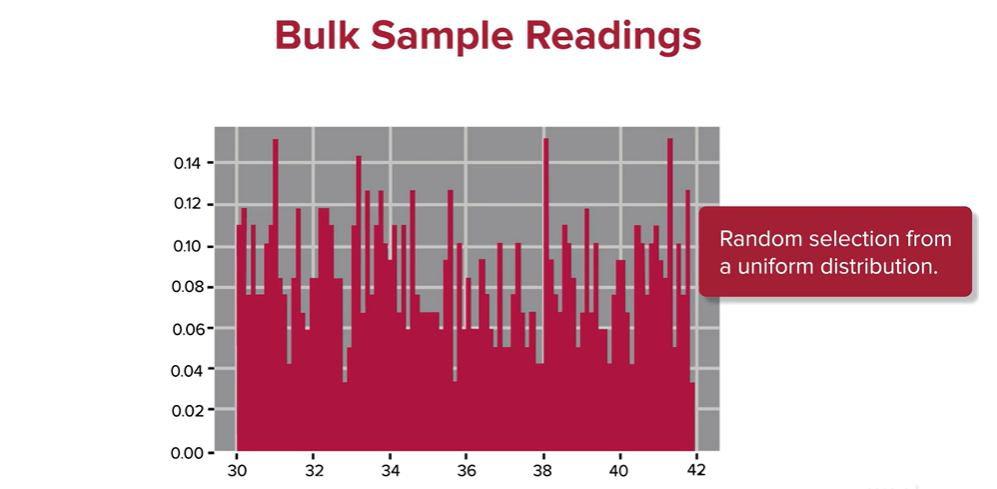 Bulk Sample Readings
0.14
0.12
0.10
0.08
0.06
0.04
0.02
0.00
30 32 34 36 38 40 42
Random selection from
a uniform distribution.